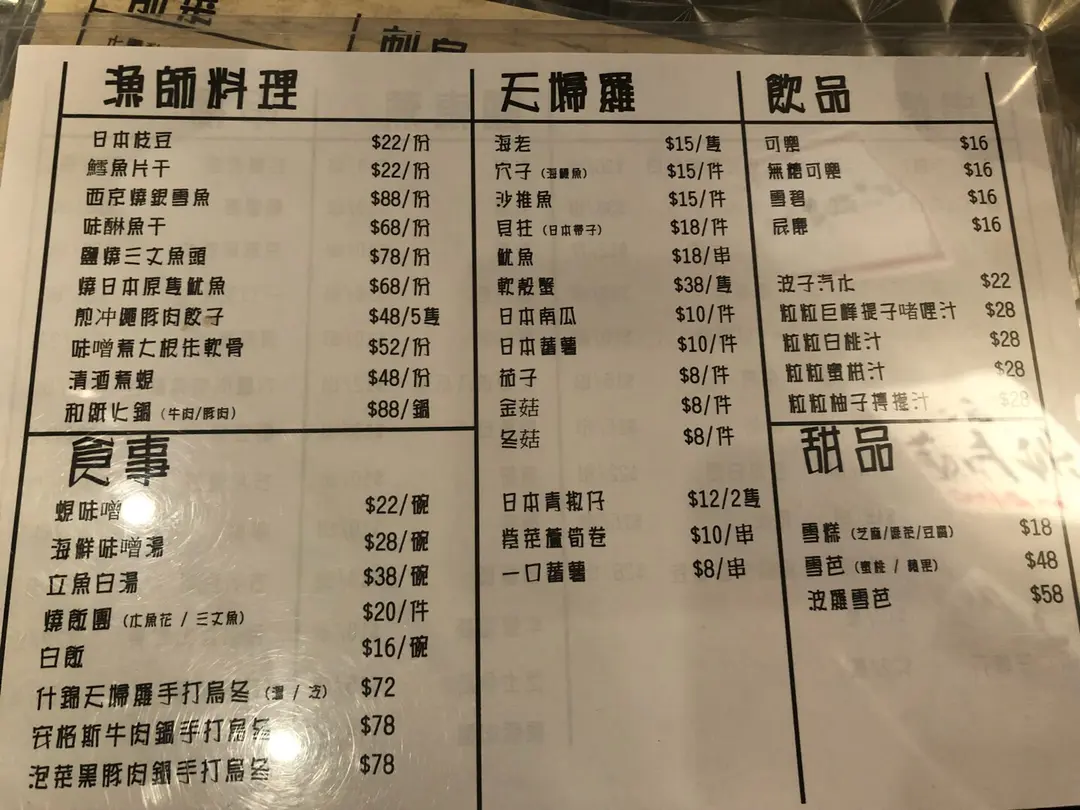 刺身
漁師料理
日本枝豆 $22/份
鱈魚片干 $22/份
西京燒銀雪魚 $88/份
味醂魚干 $68/份
鹽燒三文魚頭 $78/份
燒日本原隻魷魚 $68/份
煎沖繩豚肉餃子 $48/5隻
味噌煮大根牛軟骨 $52/份
清酒煮蜆 $48/份
和紙火鍋 (牛肉/豚肉) $88/鍋
食事
蜆味噌 $22/碗
海鮮味噌湯 $28/碗
立魚白湯 $38/碗
燒飯團 (木魚花 / 三文魚) $20/件
白飯 $16/碗
什錦天婦羅手打烏冬 (湯 / 冷) $72
安格斯牛肉鍋手打烏冬 $78
泡菜黑豚肉鍋手打烏冬 $78
天婦羅
海老 $15/隻
穴子 (海鰻魚) $15/件
沙推魚 $15/件
貝柱 (日本帶子) $18/件
魷魚 $18/串
軟殼蟹 $38/隻
日本南瓜 $10/件
日本蕃薯 $10/件
茄子 $8/件
金菇 $8/件
冬菇 $8/件
日本青椒仔 $12/2隻
紫菜蘆筍卷 $10/串
一口蕃薯 $8/串
飲品
可樂 $16
無糖可樂 $16
雪碧 $16
忌廉 $16
波子汽水 $22
粒粒巨峰提子啫喱汁 $28
粒粒白桃汁 $28
粒粒蜜柑汁 $28
粒粒柚子檸檬汁 $28
甜品
雪糕 (芝麻/綠茶/豆腐) $18
雪芭 (蜜桃 / 蘋果) $48
波羅雪芭 $58